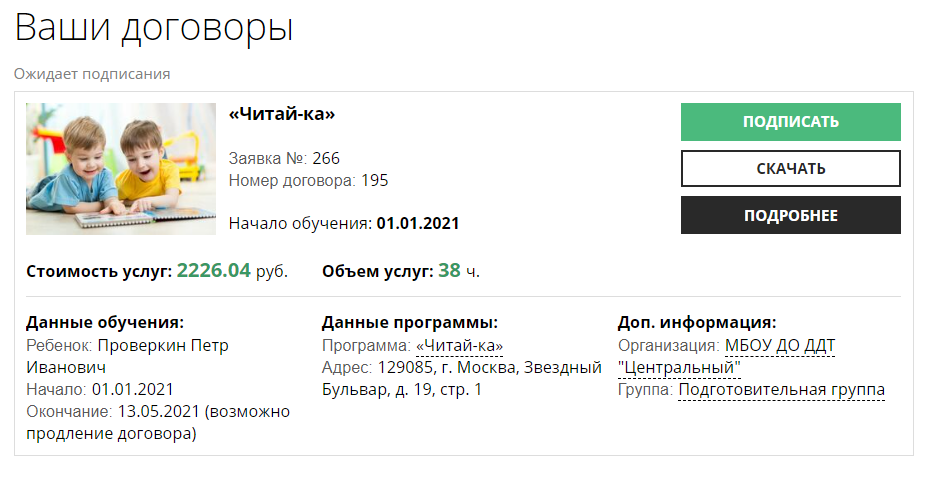 Ваши договоры
Ожидает подписания
«Читай-ка»
Заявка №: 266
Номер договора: 195
Начало обучения: 01.01.2021
ПОДПИСАТЬ
СКАЧАТЬ
ПОДРОБНЕЕ
Стоимость услуг: 2226.04 руб.
Объем услуг: 38 ч.
Данные обучения:
Ребенок: Проверкин Петр
Иванович
Начало: 01.01.2021
Окончание: 13.05.2021 (возможно
продление договора)
Данные программы:
Программа: «Читай-ка»
Адрес: 129085, г. Москва, Звездный
Бульвар, д. 19, стр. 1
Доп. информация:
Организация: МБОУ ДО ДДТ
"Центральный"
Группа: Подготовительная группа